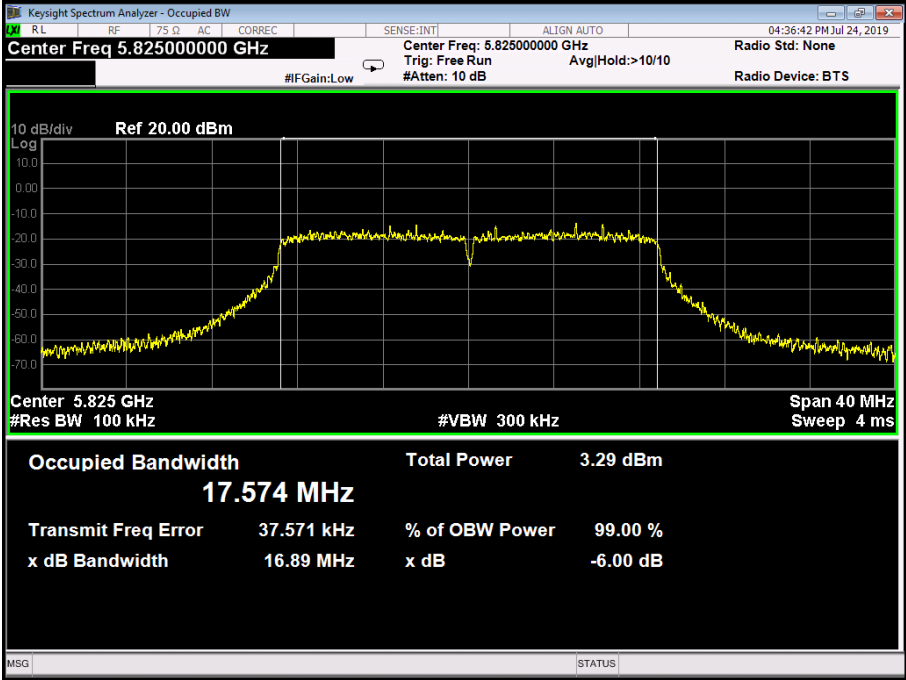 Keysight Spectrum Analyzer - Occupied BW
LXI RL RF 75 Ω AC CORREC SENSE:INT ALIGN AUTO 04:36:42 PM Jul 24, 2019
Center Freq 5.825000000 GHz Center Freq: 5.825000000 GHz Radio Std: None
Trig: Free Run Avg|Hold:>10/10
#IFGain:Low #Atten: 10 dB Radio Device: BTS
10 dB/div Ref 20.00 dBm
Log
10.0
0.00
-10.0
-20.0
-30.0
-40.0
-50.0
-60.0
-70.0
Center 5.825 GHz Span 40 MHz
#Res BW 100 kHz #VBW 300 kHz Sweep 4 ms
Occupied Bandwidth Total Power 3.29 dBm
17.574 MHz
Transmit Freq Error 37.571 kHz % of OBW Power 99.00 %
x dB Bandwidth 16.89 MHz x dB -6.00 dB
MSG STATUS